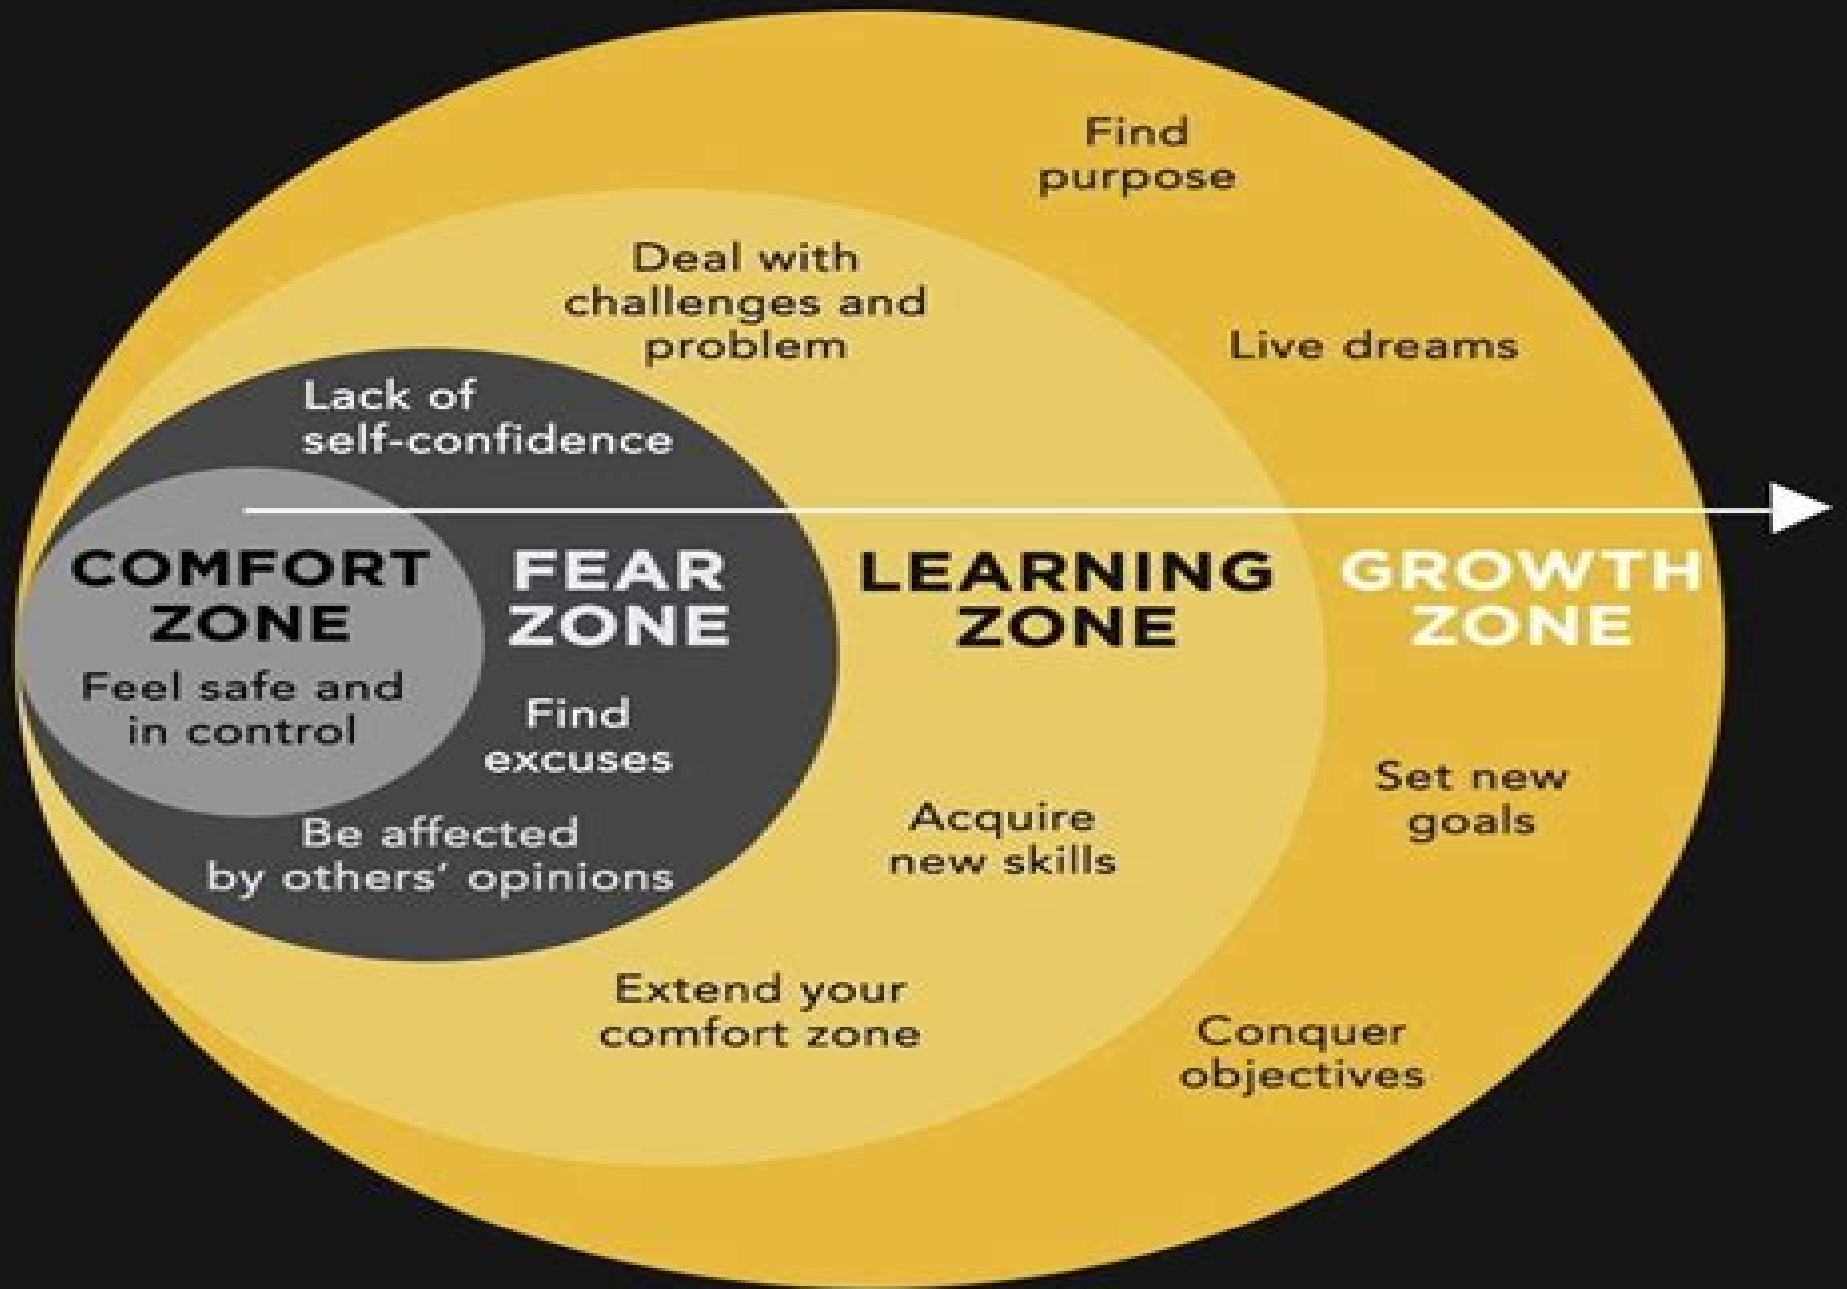 COMFORT
ZONE
Feel safe and
in control
Lack of
self-confidence
FEAR
ZONE
Find
excuses
Be affected
by others’ opinions
Deal with
challenges and
problem
LEARNING
ZONE
Acquire
new skills
Extend your
comfort zone
Find
purpose
Live dreams
GROWTH
ZONE
Set new
goals
Conquer
objectives